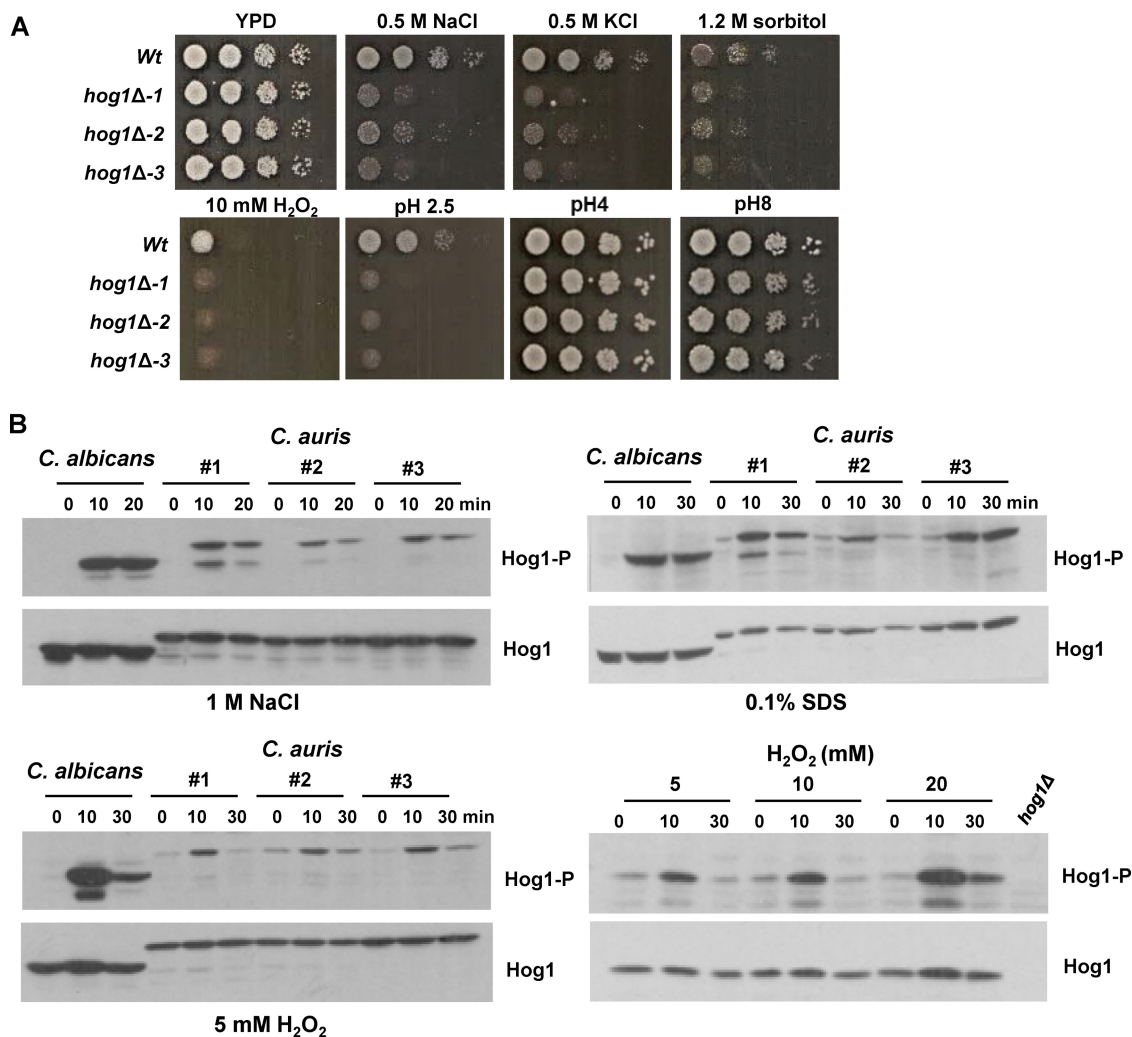 A
YPD 0.5 M NaCl 0.5 M KCl 1.2 M sorbitol
Wt
hog1Δ-1
hog1Δ-2
hog1Δ-3
10 mM H₂O₂ pH 2.5 pH4 pH8
Wt
hog1Δ-1
hog1Δ-2
hog1Δ-3
B
C. albicans C. auris
#1 #2 #3
0 10 20 0 10 20 0 10 20 0 10 20 min
Hog1-P
Hog1
1 M NaCl
C. albicans C. auris
#1 #2 #3
0 10 30 0 10 30 0 10 30 0 10 30 min
Hog1-P
Hog1
0.1% SDS
C. albicans C. auris
#1 #2 #3
0 10 30 0 10 30 0 10 30 0 10 30 min
Hog1-P
Hog1
5 mM H₂O₂
H₂O₂ (mM)
5 10 20 hog1Δ
0 10 30 0 10 30 0 10 30
Hog1-P
Hog1